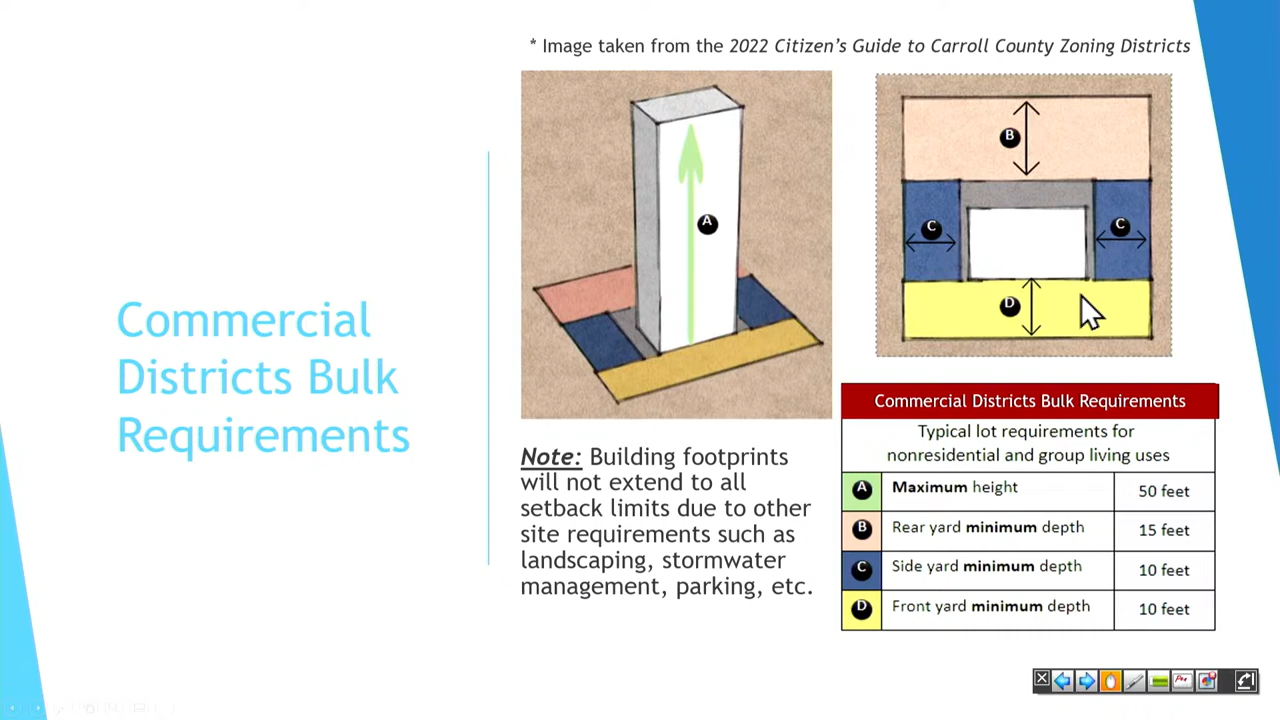 * Image taken from the 2022 Citizen's Guide to Carroll County Zoning Districts
Commercial
Districts Bulk
Requirements
A
B
C
C
D
Note: Building footprints
will not extend to all
setback limits due to other
site requirements such as
landscaping, stormwater
management, parking, etc.
Commercial Districts Bulk Requirements
Typical lot requirements for
nonresidential and group living uses
A Maximum height 50 feet
B Rear yard minimum depth 15 feet
C Side yard minimum depth 10 feet
D Front yard minimum depth 10 feet